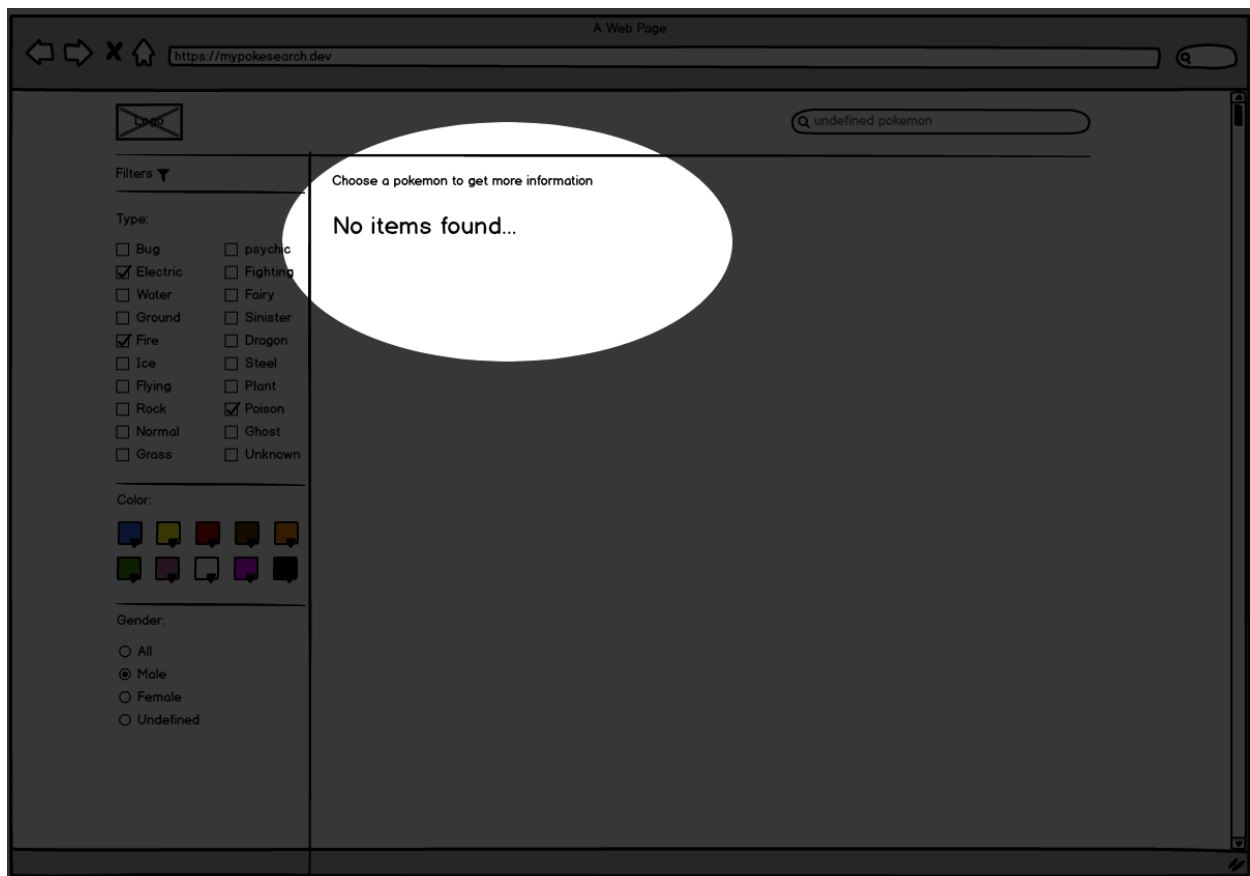 A Web Page
https://mypokesearch.dev
Logo
undefined pokemon
Filters
Choose a pokemon to get more information
No items found...
Type:
Bug
psychic
Electric
Fighting
Water
Fairy
Ground
Sinister
Fire
Dragon
Ice
Steel
Flying
Plant
Rock
Poison
Normal
Ghost
Grass
Unknown
Color:
Gender:
All
Male
Female
Undefined